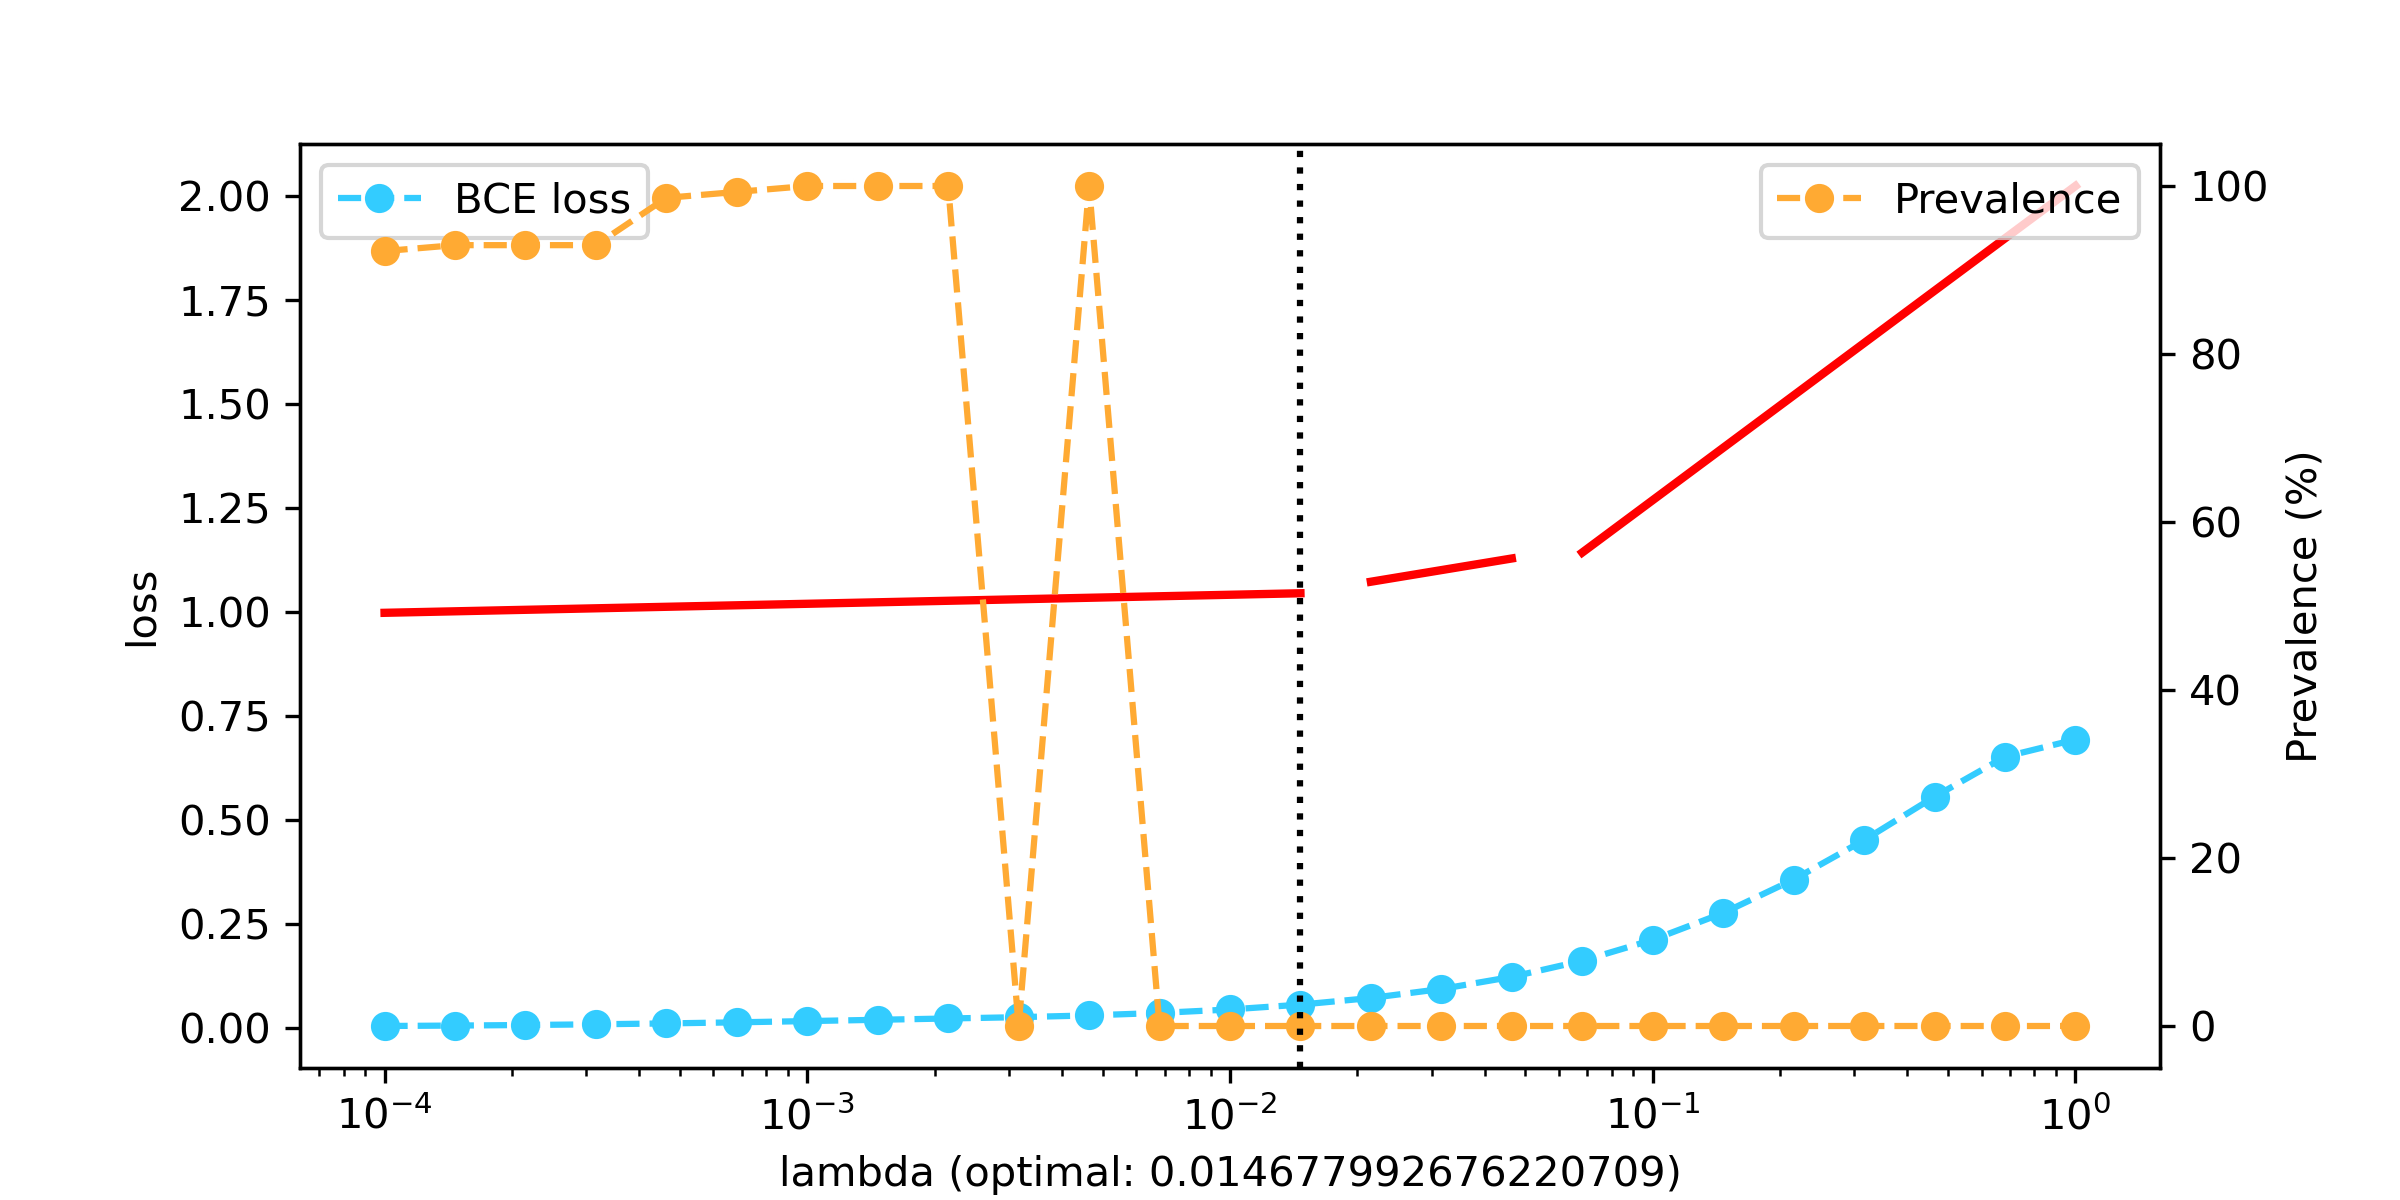 BCE loss
Prevalence
2.00
1.75
1.50
1.25
1.00
0.75
0.50
0.25
0.00
loss
100
80
60
40
20
0
Prevalence (%)
10⁻⁴ 10⁻³ 10⁻² 10⁻¹ 10⁰
lambda (optimal: 0.014677992676220709)